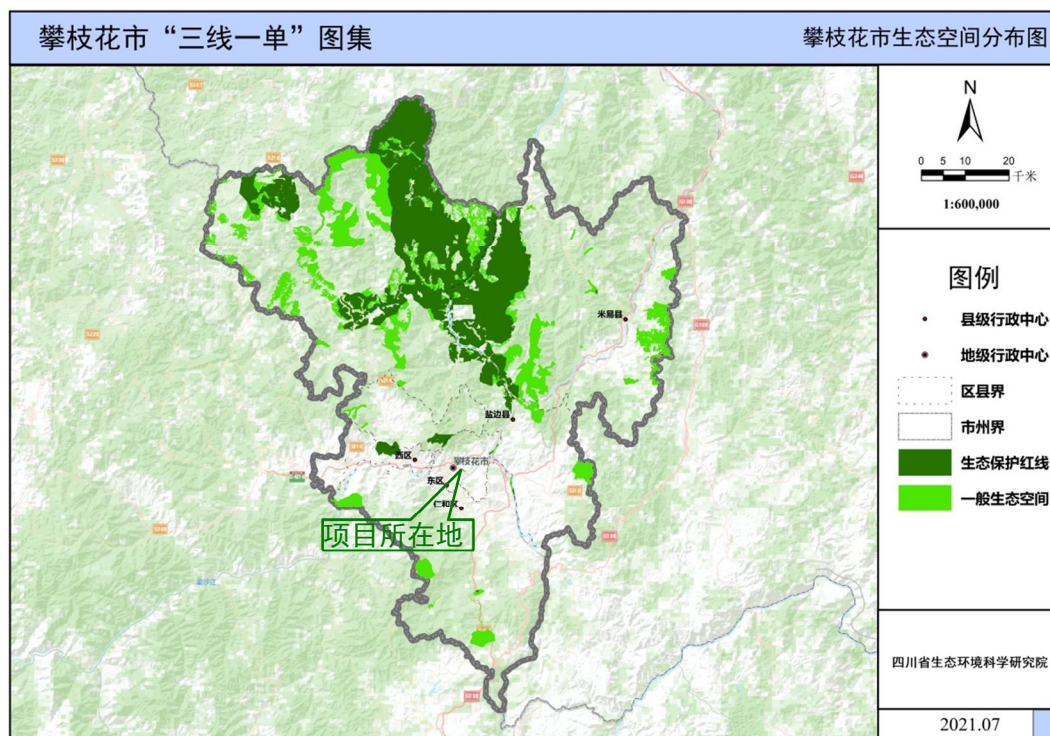 攀枝花市“三线一单”图集
攀枝花市生态空间分布图
N
0 5 10 20
千米
1:600,000
图例
县级行政中心
地级行政中心
区县界
市州界
生态保护红线
一般生态空间
四川省生态环境科学研究院
2021.07
米易县
盐边县
西区
攀枝花市
东区
仁和区
项目所在地
金沙江